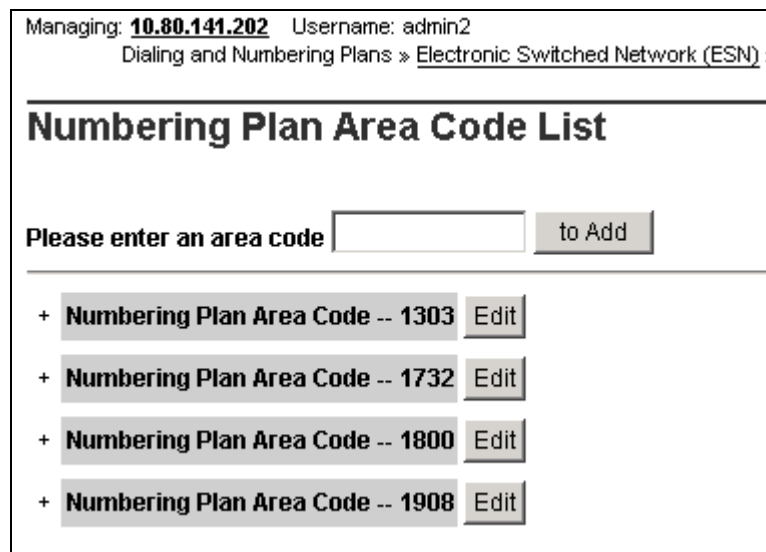 Managing: 10.80.141.202 Username: admin2
Dialing and Numbering Plans » Electronic Switched Network (ESN)
Numbering Plan Area Code List
Please enter an area code to Add
+ Numbering Plan Area Code -- 1303 Edit
+ Numbering Plan Area Code -- 1732 Edit
+ Numbering Plan Area Code -- 1800 Edit
+ Numbering Plan Area Code -- 1908 Edit